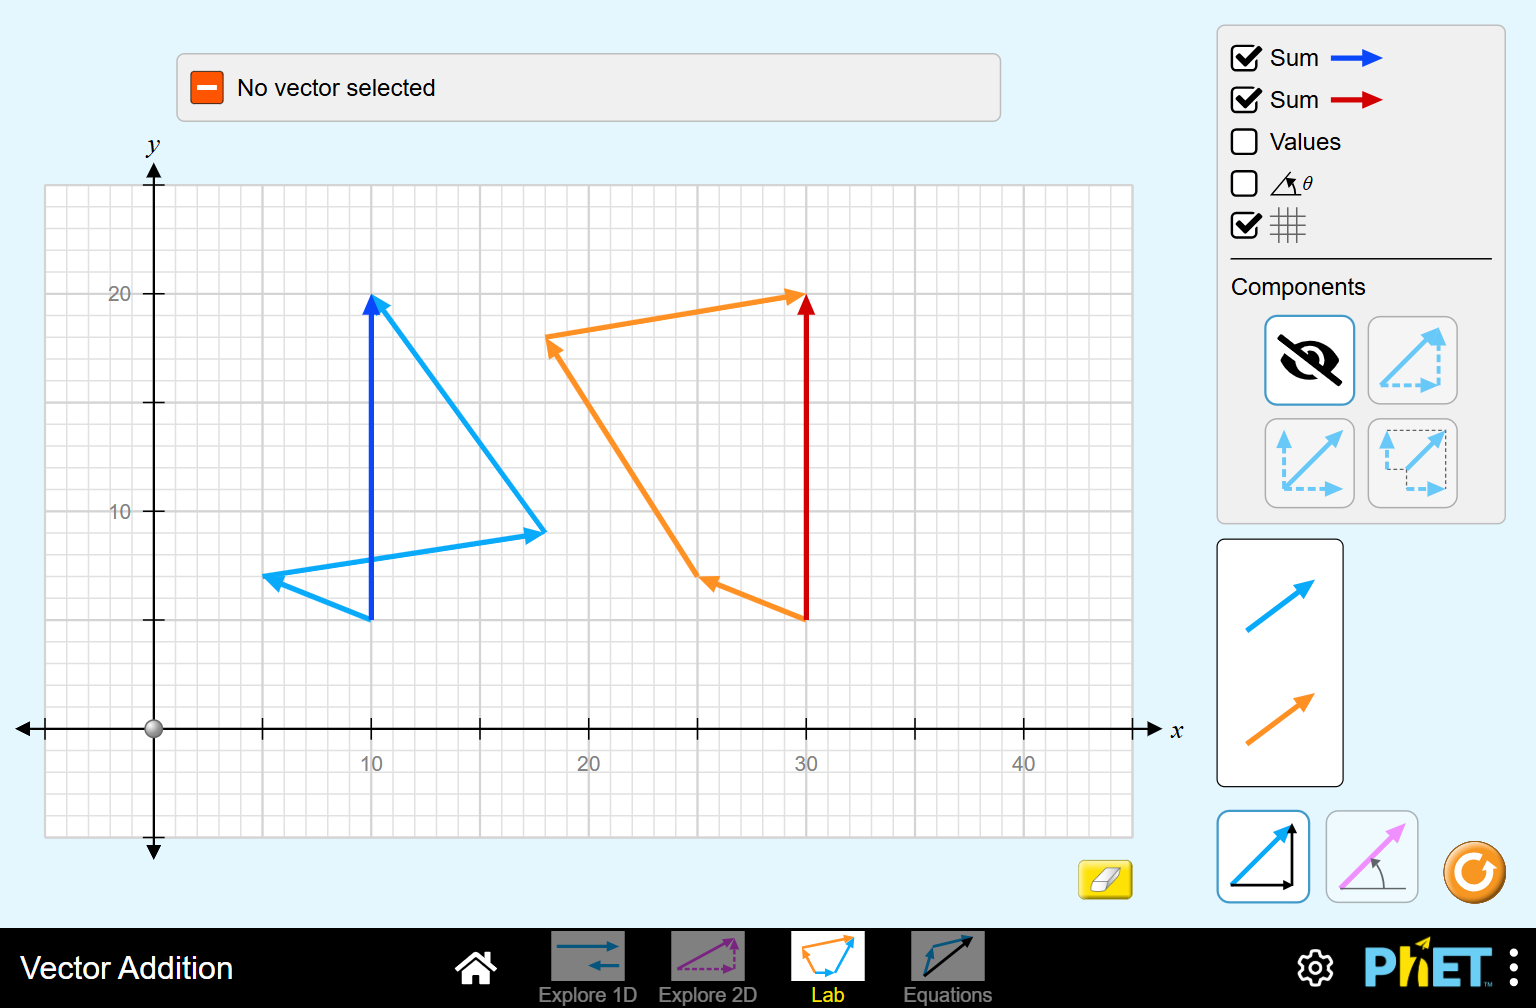 No vector selected
Sum
Sum
Values
θ
Components
y
20
10
x
10
20
30
40
Vector Addition
Explore 1D
Explore 2D
Lab
Equations
PhET